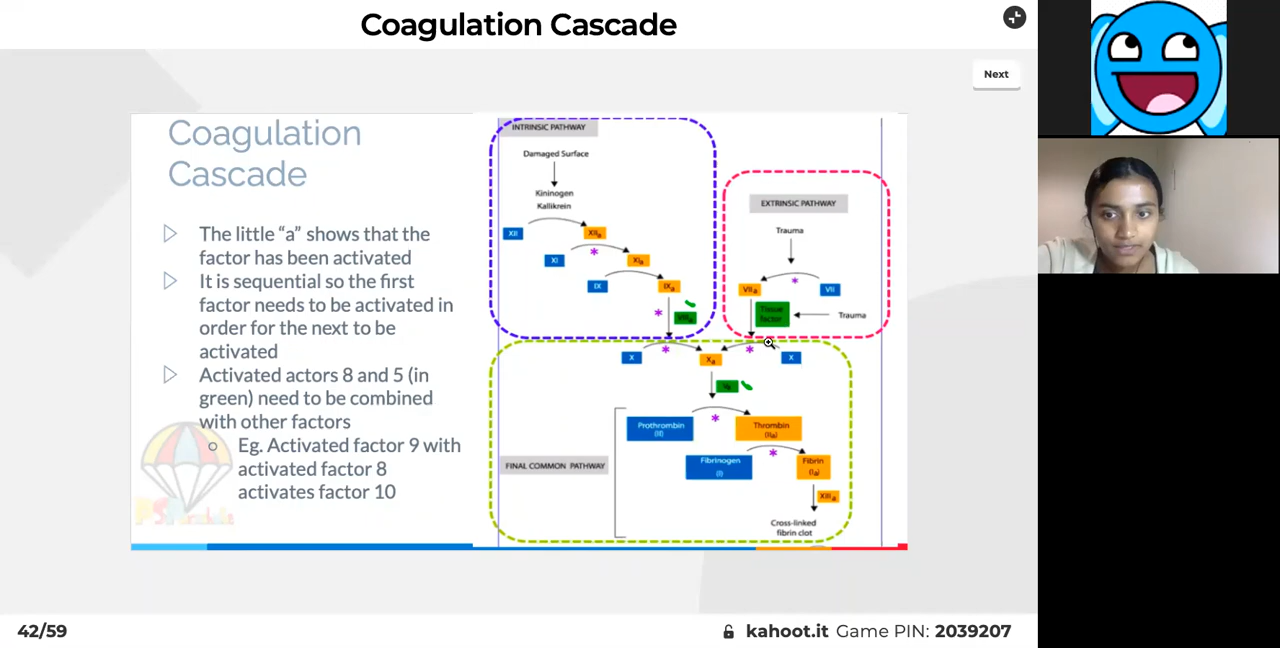 Coagulation Cascade
Next
Coagulation
Cascade
The little “a” shows that the
factor has been activated
It is sequential so the first
factor needs to be activated in
order for the next to be
activated
Activated actors 8 and 5 (in
green) need to be combined
with other factors
Eg. Activated factor 9 with
activated factor 8
activates factor 10
INTRINSIC PATHWAY
Damaged Surface
Kininogen
Kallikrein
XII
XIIa
*
XI
XIa
IX
IXa
*
EXTRINSIC PATHWAY
Trauma
*
VIIa
VII
Tissue
factor
Trauma
X
*
Xa
*
X
Prothrombin
(II)
*
Thrombin
(IIa)
*
Fibrinogen
(I)
Fibrin
(Ia)
FINAL COMMON PATHWAY
XIIIa
Cross-linked
fibrin clot
42/59
kahoot.it Game PIN: 2039207